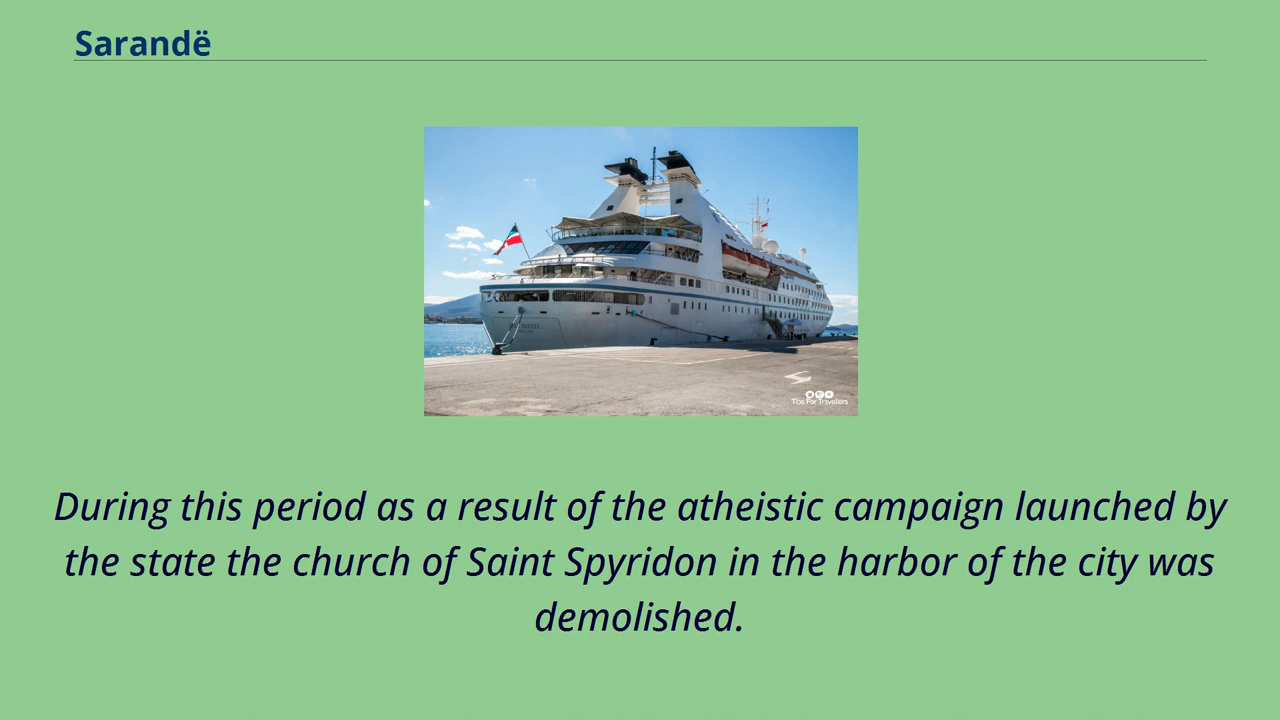 Sarandë
Tips For Travellers
During this period as a result of the atheistic campaign launched by
the state the church of Saint Spyridon in the harbor of the city was
demolished.